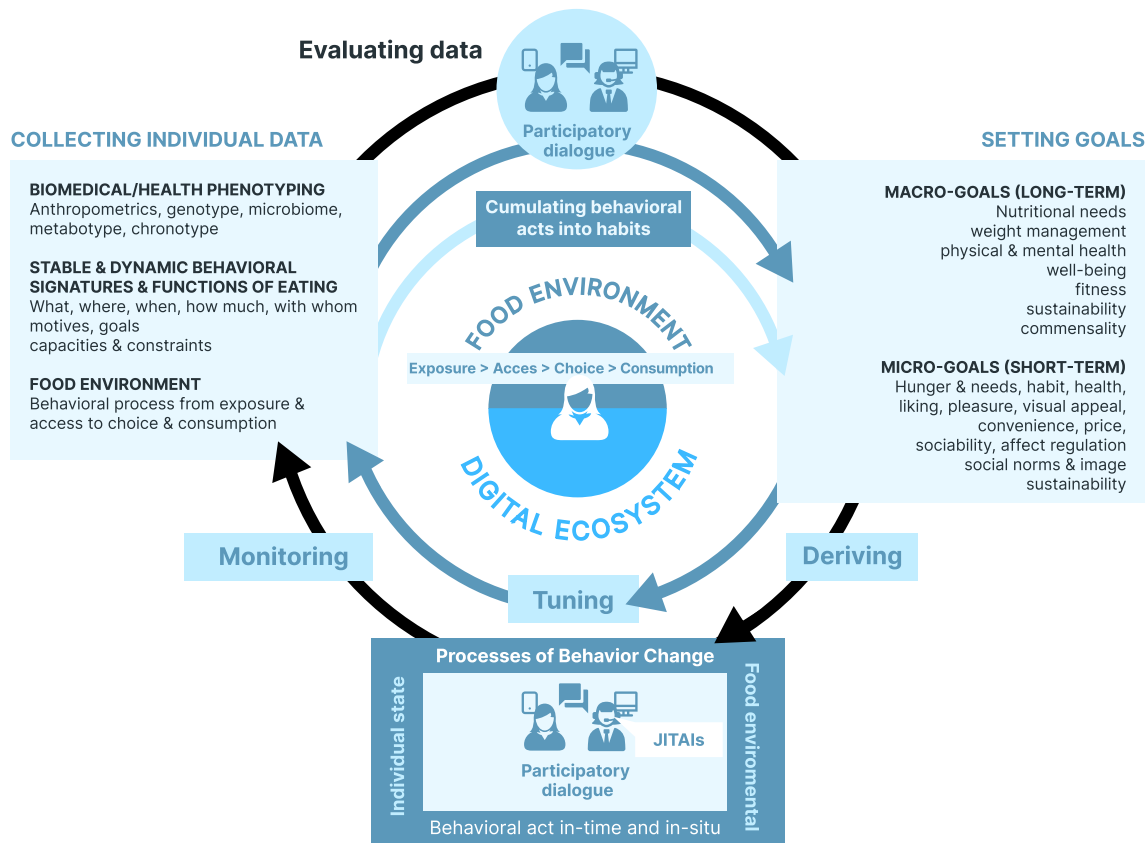 Evaluating data
Participatory
dialogue
COLLECTING INDIVIDUAL DATA
BIOMEDICAL/HEALTH PHENOTYPING
Anthropometrics, genotype, microbiome,
metabotype, chronotype
STABLE & DYNAMIC BEHAVIORAL
SIGNATURES & FUNCTIONS OF EATING
What, where, when, how much, with whom
motives, goals
capacities & constraints
FOOD ENVIRONMENT
Behavioral process from exposure &
access to choice & consumption
Cumulating behavioral
acts into habits
FOOD ENVIRONMENT
Exposure > Acces > Choice > Consumption
DIGITAL ECOSYSTEM
SETTING GOALS
MACRO-GOALS (LONG-TERM)
Nutritional needs
weight management
physical & mental health
well-being
fitness
sustainability
commensality
MICRO-GOALS (SHORT-TERM)
Hunger & needs, habit, health,
liking, pleasure, visual appeal,
convenience, price,
sociability, affect regulation
social norms & image
sustainability
Monitoring
Tuning
Deriving
Processes of Behavior Change
Individual state
JITAIs
Participatory
dialogue
Food enviromental
Behavioral act in-time and in-situ